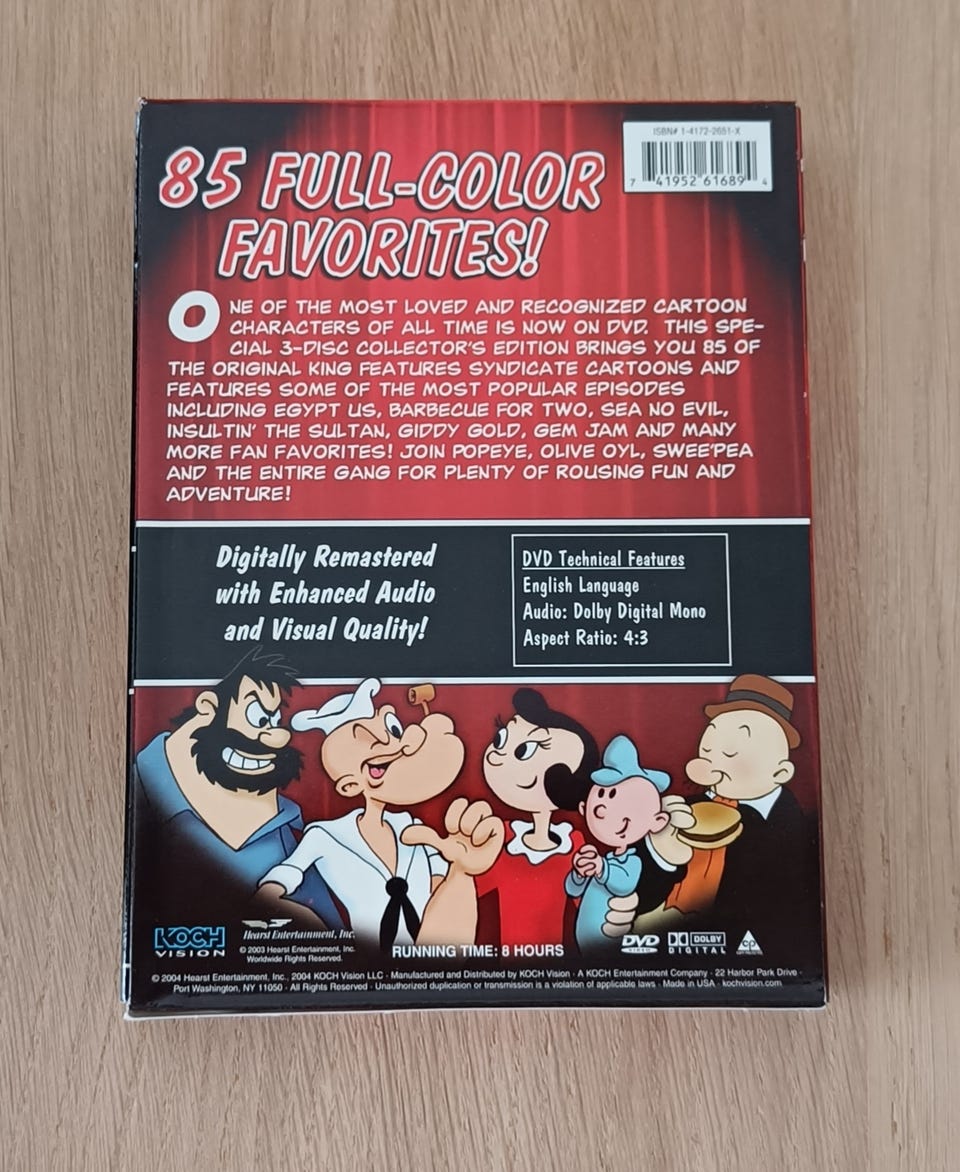 ISBN# 1-4172-2651-X
7 41952 61689 4
85 FULL-COLOR
FAVORITES!
ONE OF THE MOST LOVED AND RECOGNIZED CARTOON
CHARACTERS OF ALL TIME IS NOW ON DVD. THIS SPE-
CIAL 3-DISC COLLECTOR'S EDITION BRINGS YOU 85 OF
THE ORIGINAL KING FEATURES SYNDICATE CARTOONS AND
FEATURES SOME OF THE MOST POPULAR EPISODES
INCLUDING EGYPT US, BARBECUE FOR TWO, SEA NO EVIL,
INSULTIN' THE SULTAN, GIDDY GOLD, GEM JAM AND MANY
MORE FAN FAVORITES! JOIN POPEYE, OLIVE OYL, SWEE'PEA
AND THE ENTIRE GANG FOR PLENTY OF ROUSING FUN AND
ADVENTURE!
Digitally Remastered
with Enhanced Audio
and Visual Quality!
DVD Technical Features
English Language
Audio: Dolby Digital Mono
Aspect Ratio: 4:3
KOCH
VISION
Hearst Entertainment, Inc.
© 2003 Hearst Entertainment, Inc.
Worldwide Rights Reserved.
RUNNING TIME: 8 HOURS
DVD
VIDEO
DOLBY
DIGITAL
cp
© 2004 Hearst Entertainment, Inc., 2004 KOCH Vision LLC · Manufactured and Distributed by KOCH Vision · A KOCH Entertainment Company · 22 Harbor Park Drive ·
Port Washington, NY 11050 · All Rights Reserved · Unauthorized duplication or transmission is a violation of applicable laws · Made in USA · kochvision.com